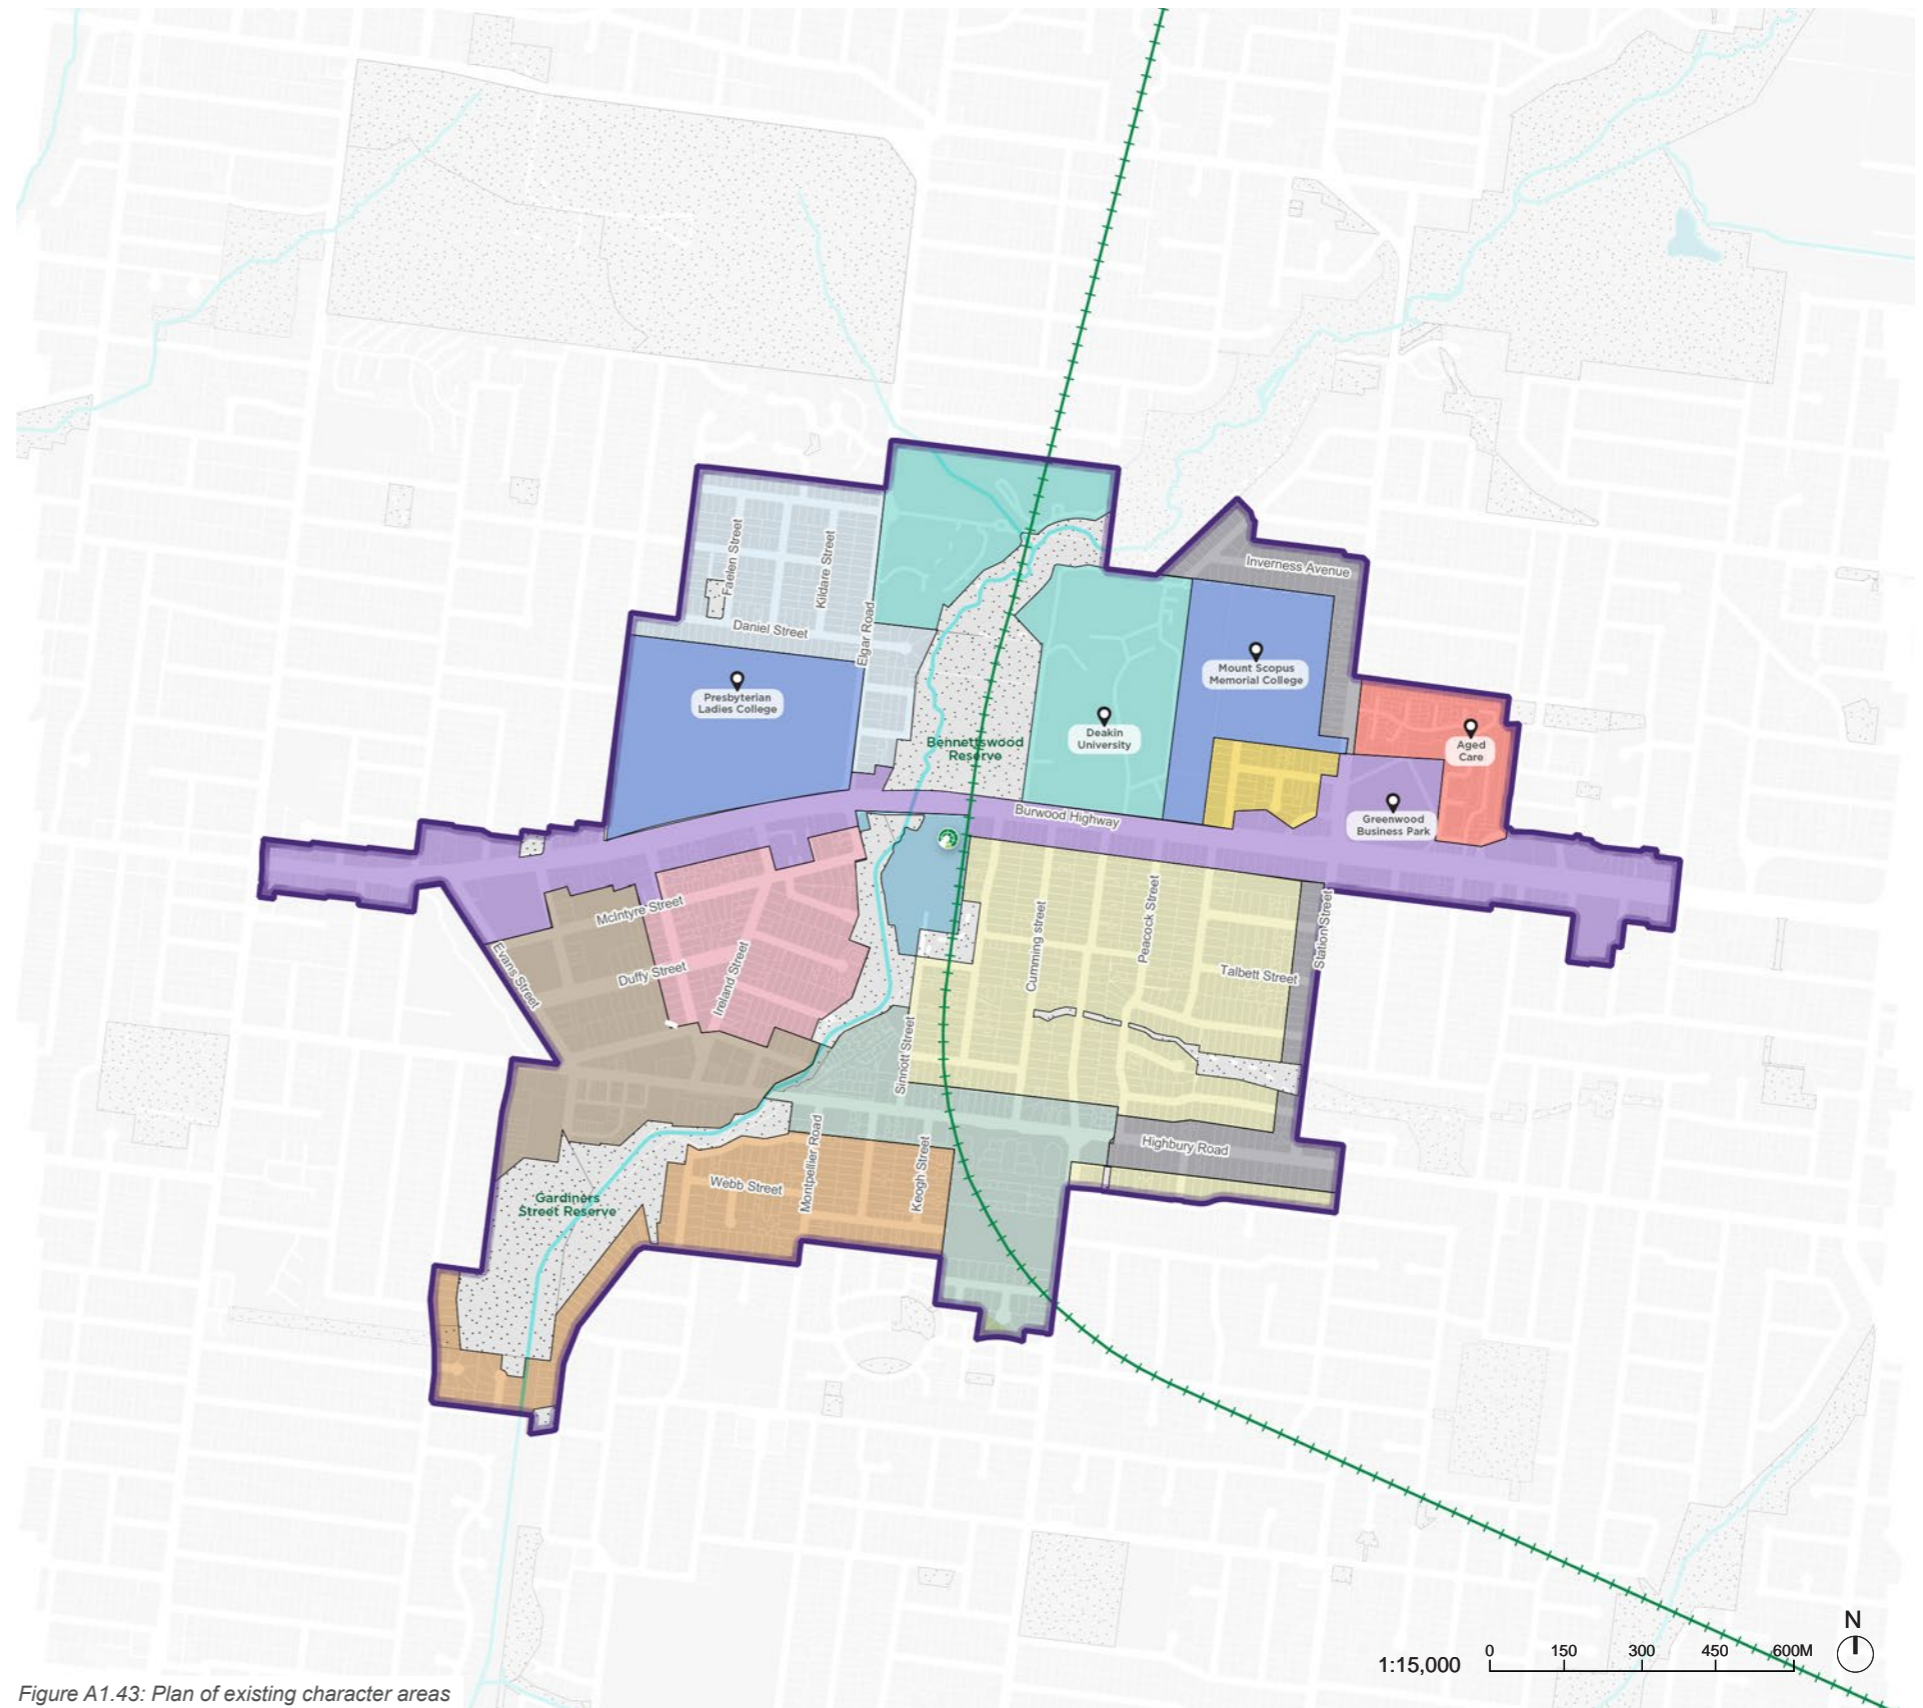 Inverness Avenue
Faelen Street
Kildare Street
Daniel Street
Elgar Road
Mount Scopus
Memorial College
Presbyterian
Ladies College
Deakin
University
Aged
Care
Bennettswood
Reserve
Greenwood
Business Park
Burwood Highway
McIntyre Street
Evans Street
Duffy Street
Ireland Street
Cumming street
Peacock Street
Talbett Street
Station Street
Sinnott Street
Highbury Road
Montpellier Road
Keogh Street
Webb Street
Gardiners
Street Reserve
N
0 150 300 450 600M
1:15,000
Figure A1.43: Plan of existing character areas